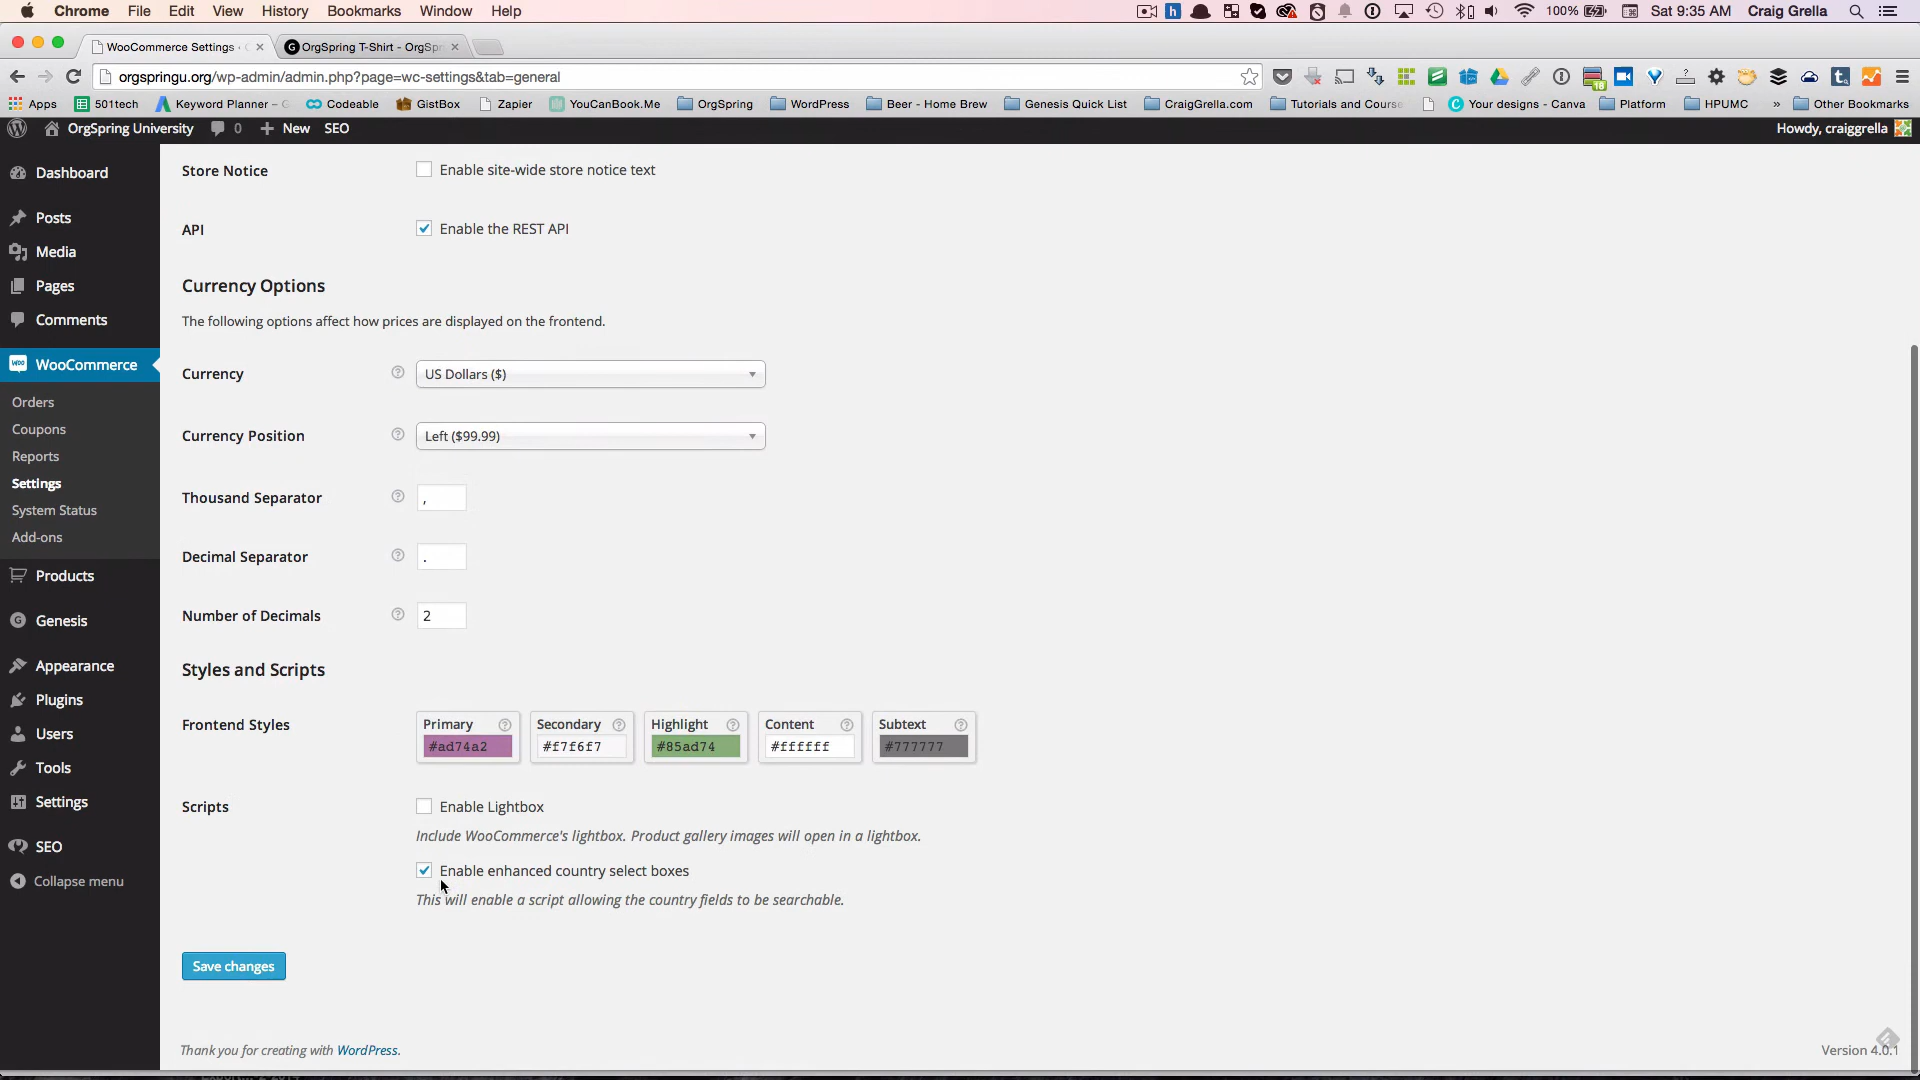 Chrome File Edit View History Bookmarks Window Help 100% Sat 9:35 AM Craig Grella
WooCommerce Settings OrgSpring T-Shirt - OrgSpr
orgspringu.org/wp-admin/admin.php?page=wc-settings&tab=general
Apps 501tech Keyword Planner - G Codeable GistBox Zapier YouCanBook.Me OrgSpring WordPress Beer - Home Brew Genesis Quick List CraigGrella.com Tutorials and Course Your designs - Canva Platform HPUMC » Other Bookmarks
OrgSpring University 0 New SEO Howdy, craiggrella
Dashboard
Posts
Media
Pages
Comments
WooCommerce
Orders
Coupons
Reports
Settings
System Status
Add-ons
Products
Genesis
Appearance
Plugins
Users
Tools
Settings
SEO
Collapse menu
Store Notice Enable site-wide store notice text
API Enable the REST API
Currency Options
The following options affect how prices are displayed on the frontend.
Currency US Dollars ($)
Currency Position Left ($99.99)
Thousand Separator ,
Decimal Separator .
Number of Decimals 2
Styles and Scripts
Frontend Styles Primary Secondary Highlight Content Subtext
#ad74a2 #f7f6f7 #85ad74 #ffffff #777777
Scripts Enable Lightbox
Include WooCommerce's lightbox. Product gallery images will open in a lightbox.
Enable enhanced country select boxes
This will enable a script allowing the country fields to be searchable.
Save changes
Thank you for creating with WordPress. Version 4.0.1